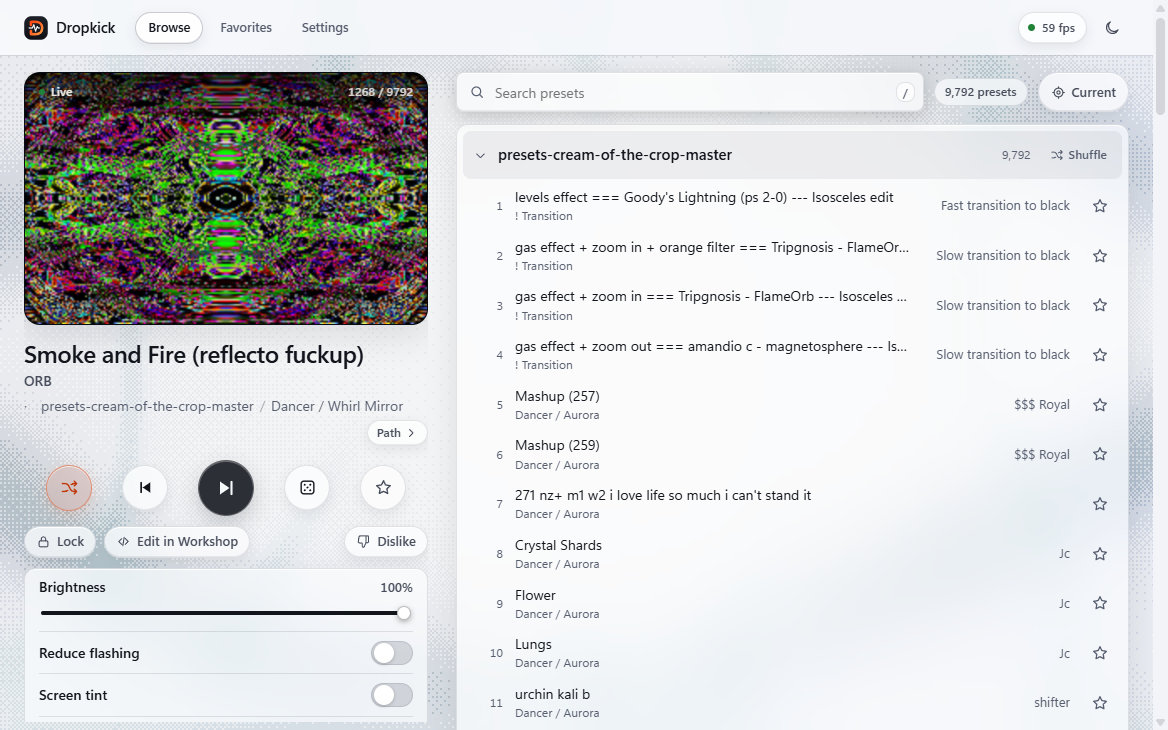 Dropkick
Browse
Favorites
Settings
59 fps
Live
1268 / 9792
Smoke and Fire (reflecto fuckup)
ORB
presets-cream-of-the-crop-master / Dancer / Whirl Mirror
Path
Lock
Edit in Workshop
Dislike
Brightness
100%
Reduce flashing
Screen tint
Search presets
/
9,792 presets
Current
presets-cream-of-the-crop-master
9,792
Shuffle
1
levels effect === Goody's Lightning (ps 2-0) --- Isosceles edit
! Transition
Fast transition to black
2
gas effect + zoom in + orange filter === Tripgnosis - FlameOr...
! Transition
Slow transition to black
3
gas effect + zoom in === Tripgnosis - FlameOrb --- Isosceles ...
! Transition
Slow transition to black
4
gas effect + zoom out === amandio c - magnetosphere --- Is...
! Transition
Slow transition to black
5
Mashup (257)
Dancer / Aurora
$$$ Royal
6
Mashup (259)
Dancer / Aurora
$$$ Royal
7
271 nz+ m1 w2 i love life so much i can't stand it
Dancer / Aurora
8
Crystal Shards
Dancer / Aurora
Jc
9
Flower
Dancer / Aurora
Jc
10
Lungs
Dancer / Aurora
Jc
11
urchin kali b
Dancer / Aurora
shifter